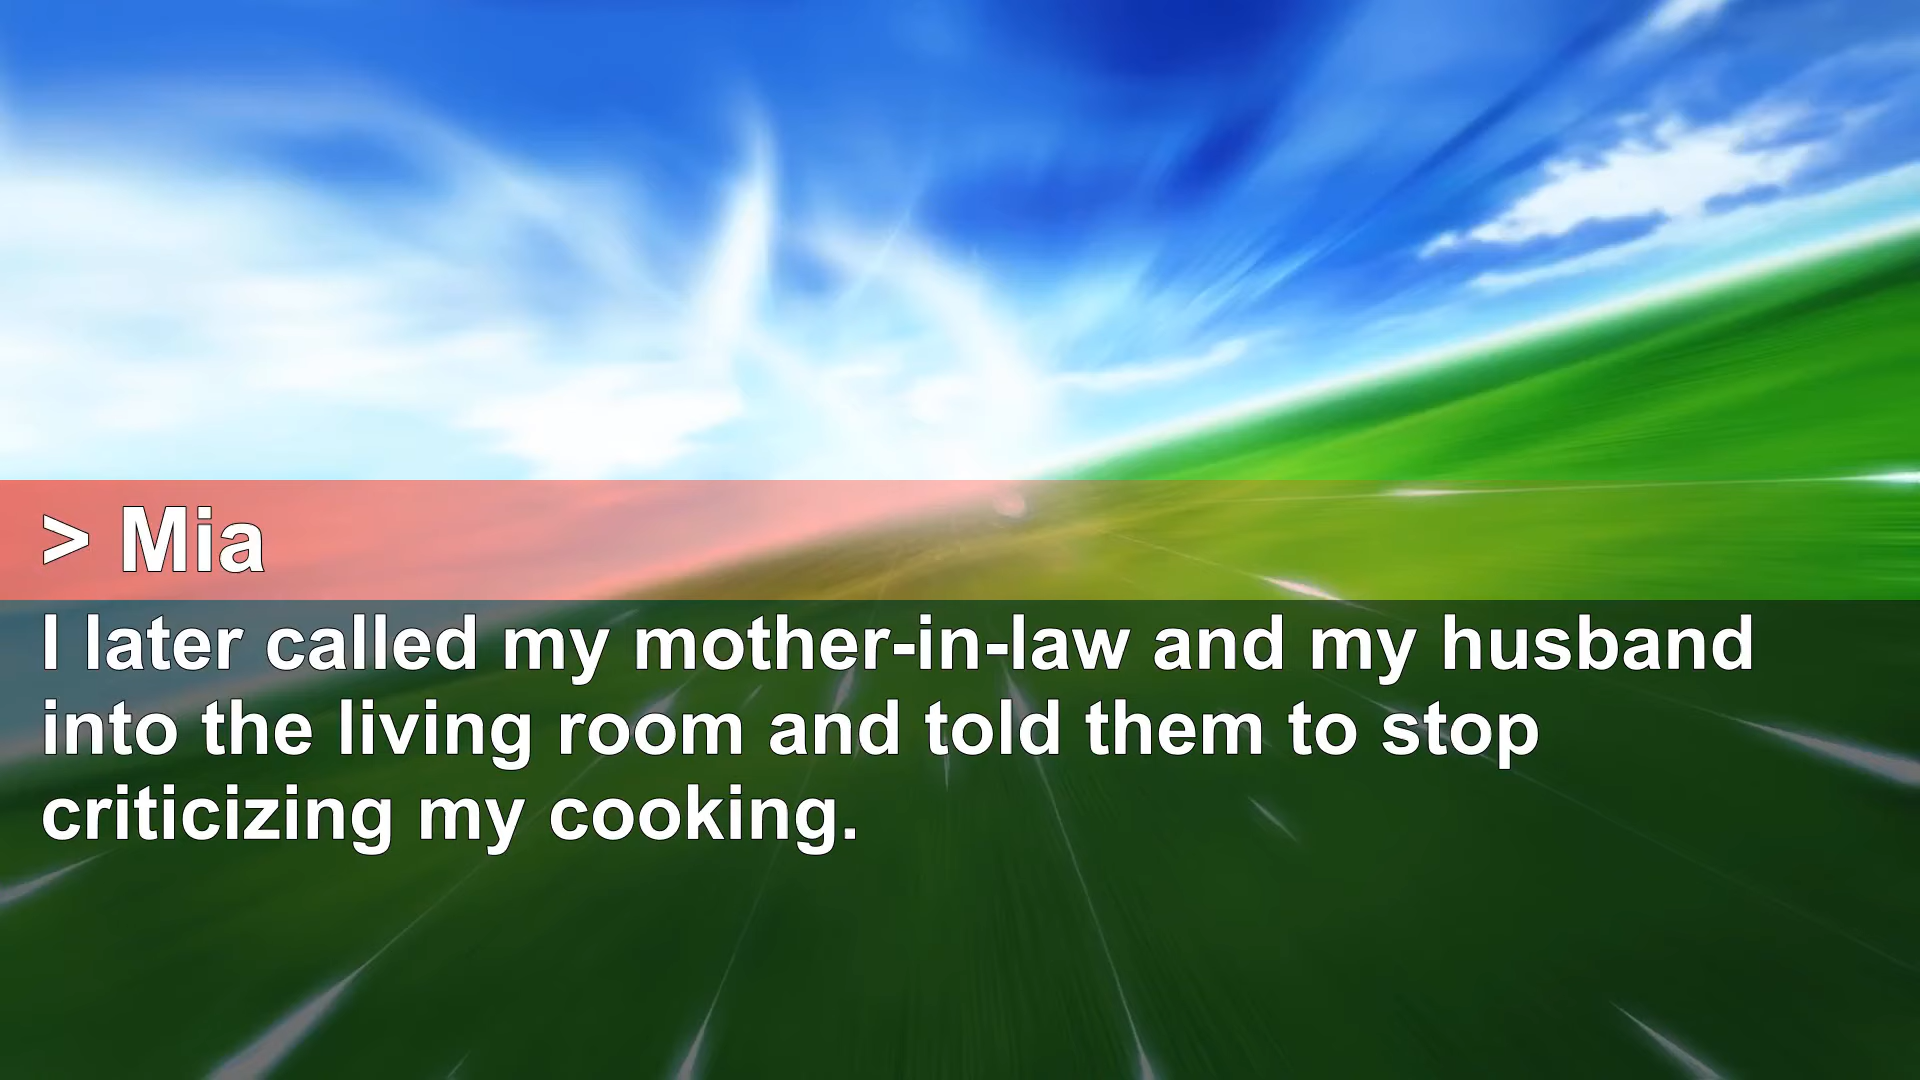 > Mia
I later called my mother-in-law and my husband
into the living room and told them to stop
criticizing my cooking.